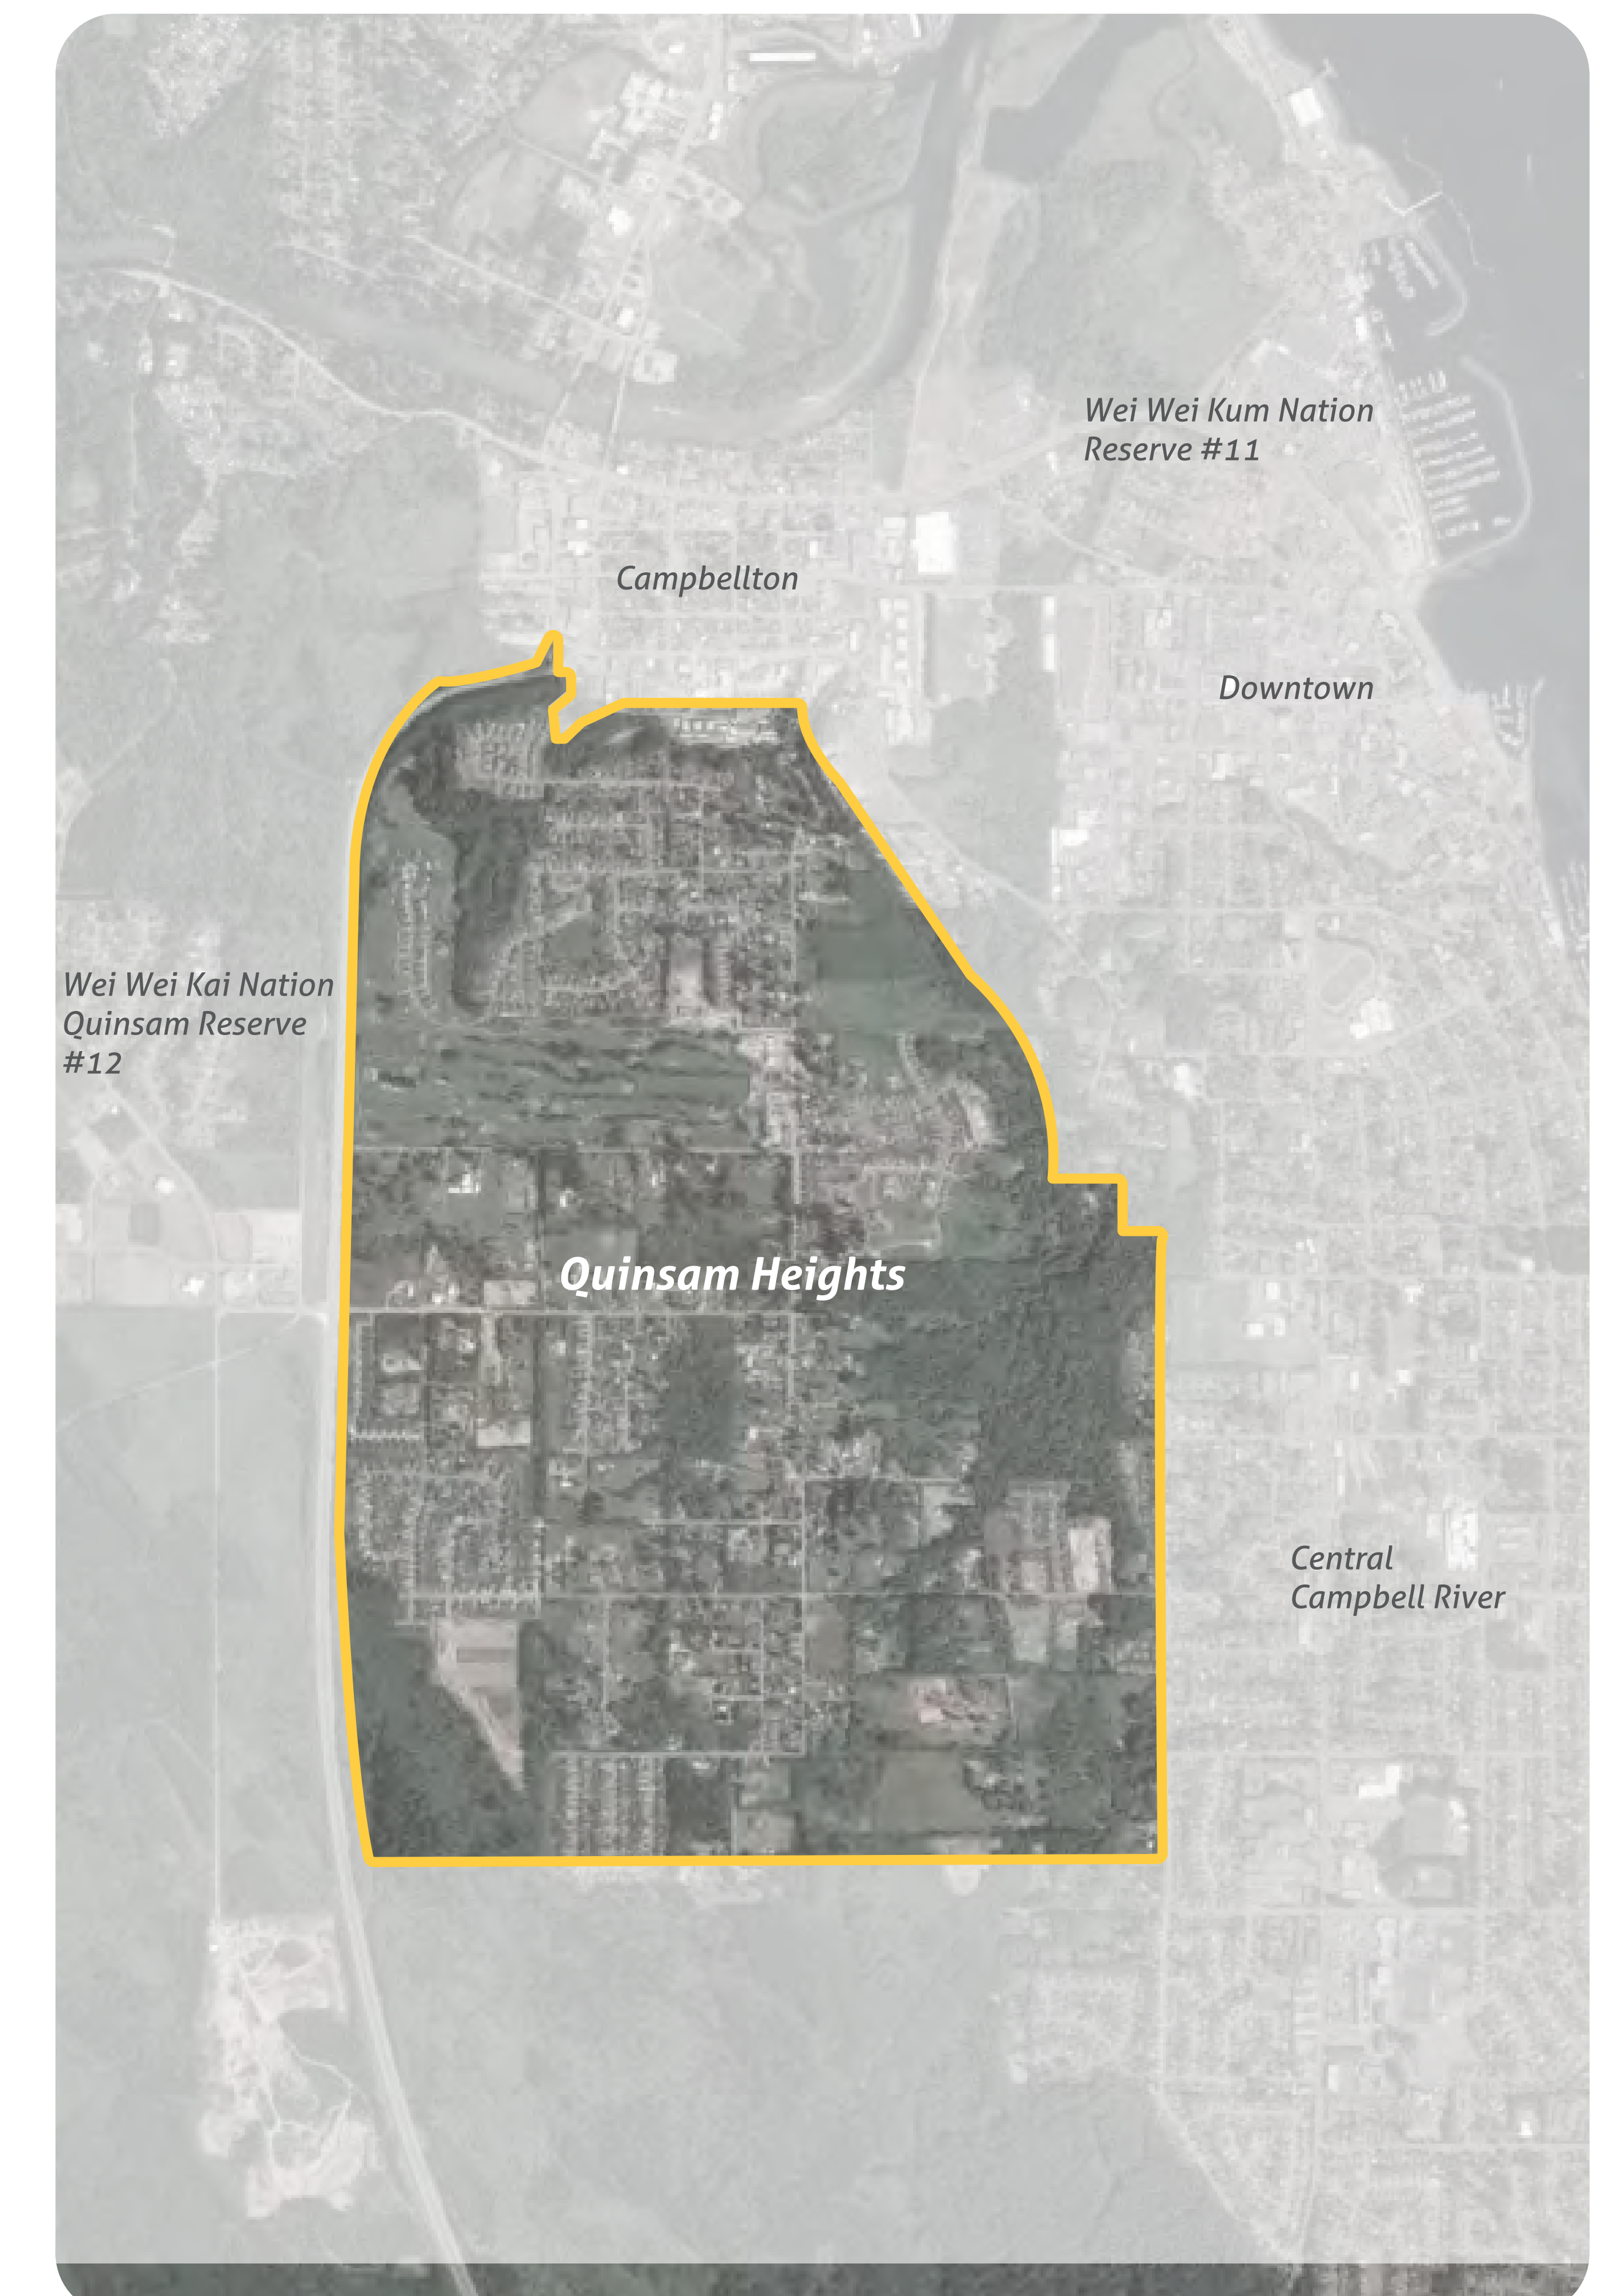 Wei Wei Kum Nation
Reserve #11
Campbellton
Downtown
Wei Wei Kai Nation
Quinsam Reserve
#12
Quinsam Heights
Central
Campbell River